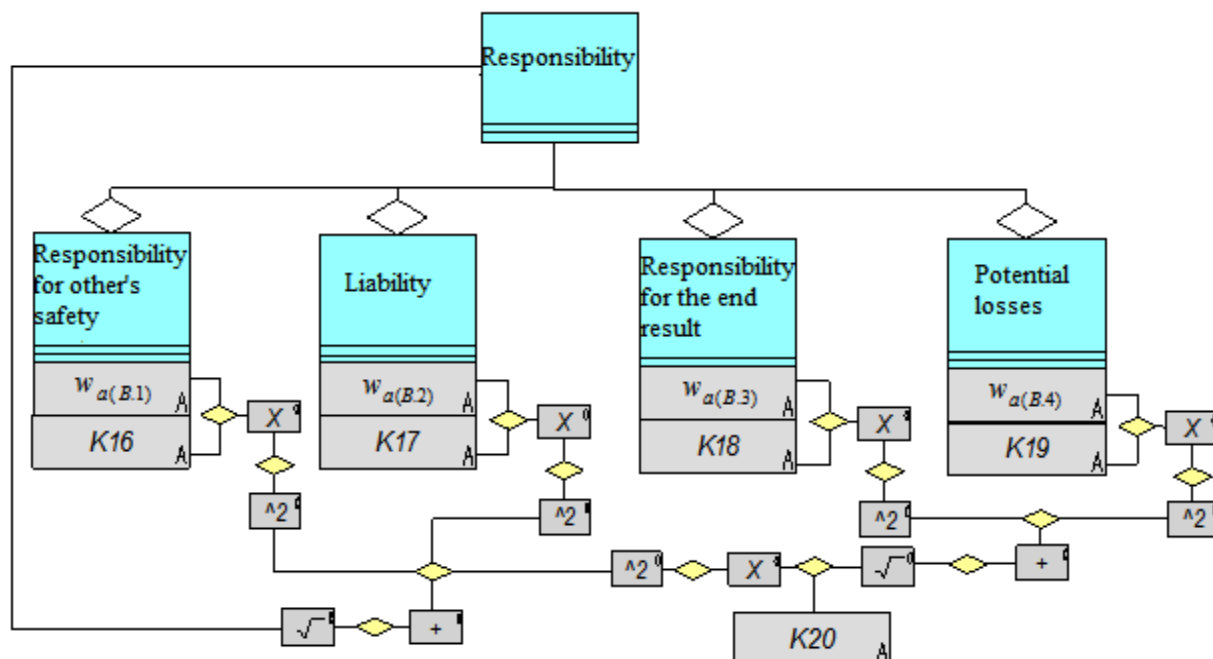 Responsibility
Responsibility
for other's
safety
Liability
Responsibility
for the end
result
Potential
losses
w a(B.1) A
w a(B.2) A
w a(B.3) A
w a(B.4) A
K16 A
K17 A
K18 A
K19 A
X
X
X
X
^2
^2
^2
^2
^2
X
√
+
√
+
K20 A